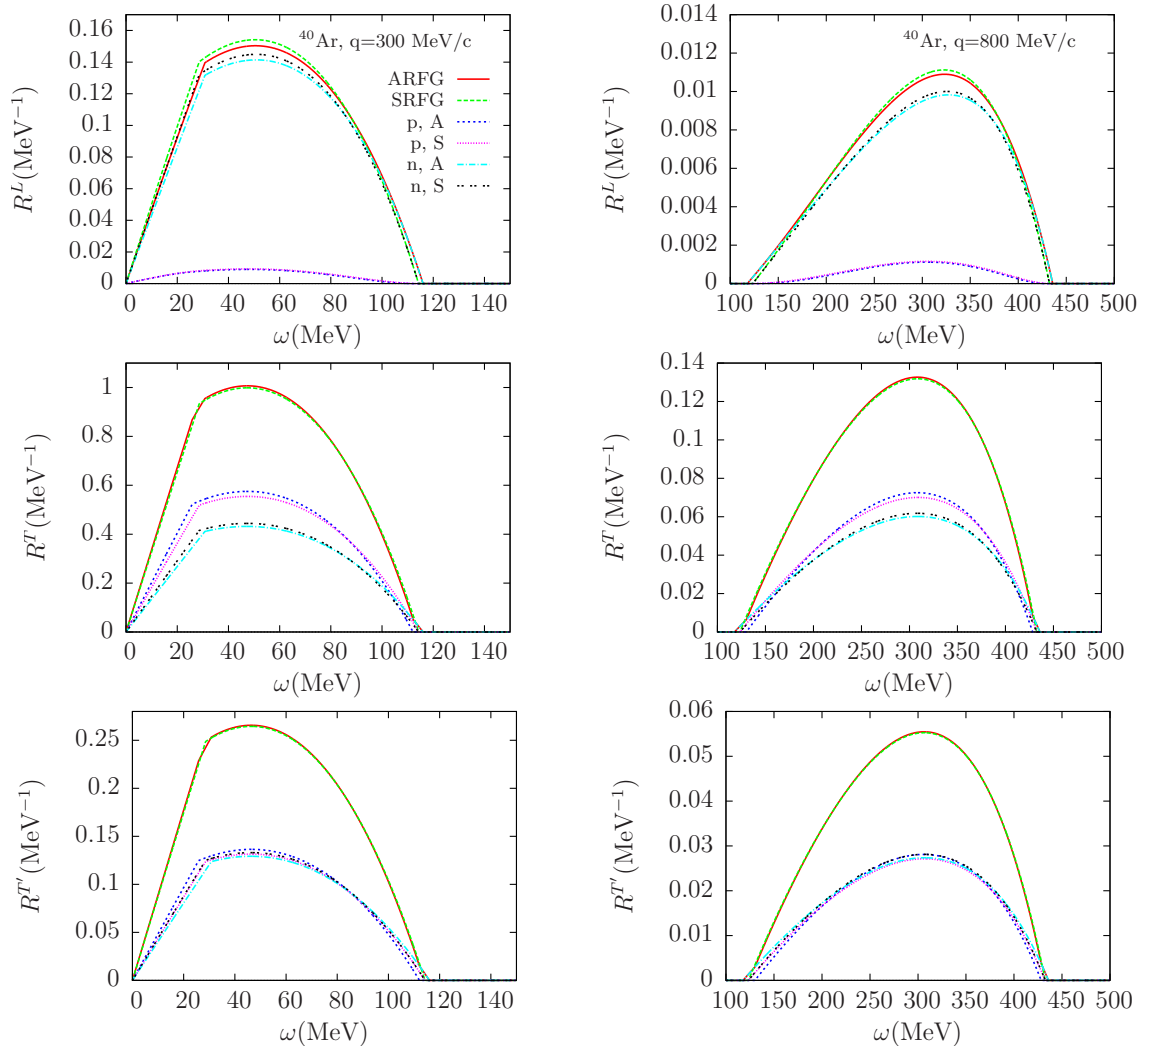 R^L(MeV^−1)
0.16
0.14
0.12
0.1
0.08
0.06
0.04
0.02
0
^40Ar, q=300 MeV/c
ARFG
SRFG
p, A
p, S
n, A
n, S
0 20 40 60 80 100 120 140
ω(MeV)
R^L(MeV^−1)
0.014
0.012
0.01
0.008
0.006
0.004
0.002
0
^40Ar, q=800 MeV/c
100 150 200 250 300 350 400 450 500
ω(MeV)
R^T(MeV^−1)
1
0.8
0.6
0.4
0.2
0
0 20 40 60 80 100 120 140
ω(MeV)
R^T(MeV^−1)
0.14
0.12
0.1
0.08
0.06
0.04
0.02
0
100 150 200 250 300 350 400 450 500
ω(MeV)
R^T′(MeV^−1)
0.25
0.2
0.15
0.1
0.05
0
0 20 40 60 80 100 120 140
ω(MeV)
R^T′(MeV^−1)
0.06
0.05
0.04
0.03
0.02
0.01
0
100 150 200 250 300 350 400 450 500
ω(MeV)